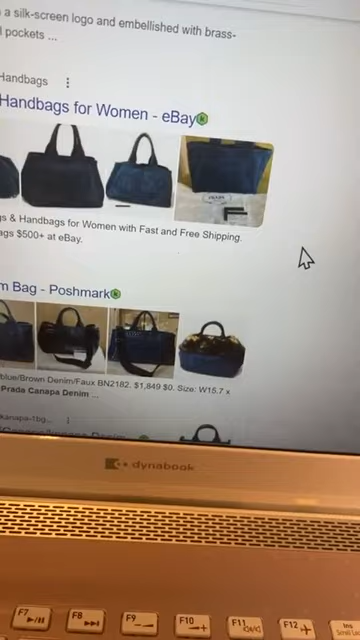 a silk-screen logo and embellished with brass-
pockets ...
Handbags
Handbags for Women - eBay
PRADA
& Handbags for Women with Fast and Free Shipping.
ags $500+ at eBay.
m Bag - Poshmark
blue/Brown Denim/Faux BN2182. $1,849 $0. Size: W15.7 x
Prada Canapa Denim ...
dynabook
F7
F8
F9
F10
F11
F12
Ins